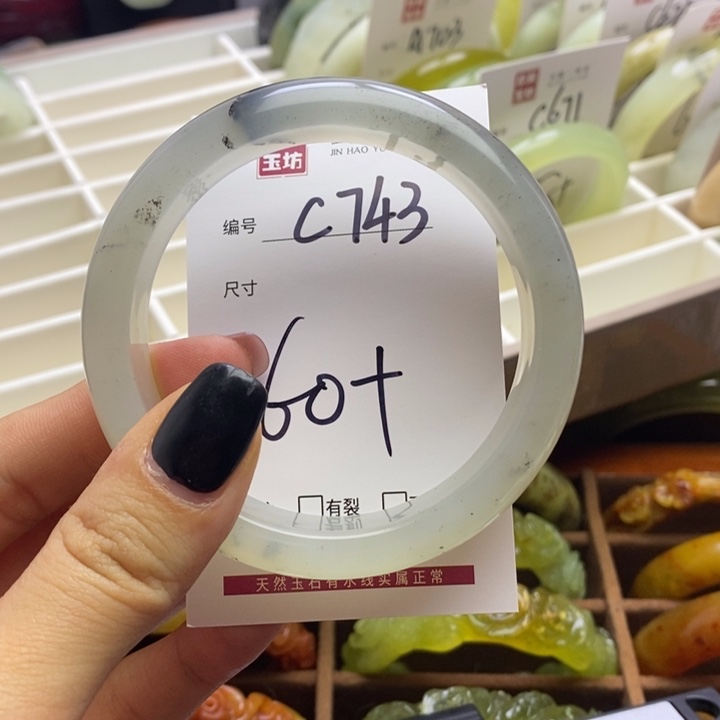 A703
C671
玉坊
JIN HAO YU
编号 C743
尺寸
60+
有裂
天然玉石有水线实属正常